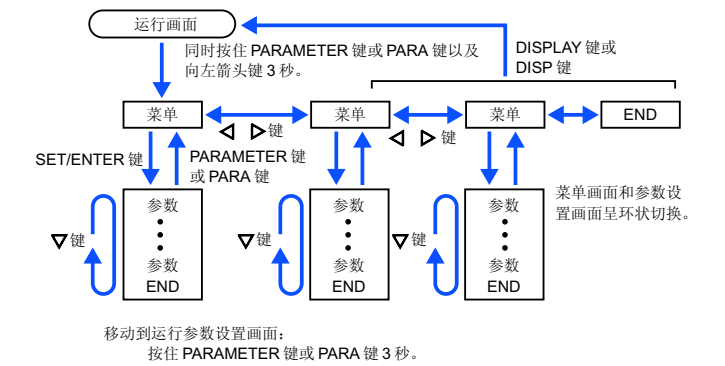 运行画面
同时按住 PARAMETER 键或 PARA 键以及
向左箭头键 3 秒。
DISPLAY 键或
DISP 键
菜单
键
菜单
键
菜单
END
SET/ENTER 键
PARAMETER 键
或 PARA 键
键
参数
参数
END
键
参数
参数
END
键
参数
参数
END
菜单画面和参数设
置画面呈环状切换。
移动到运行参数设置画面：
按住 PARAMETER 键或 PARA 键 3 秒。